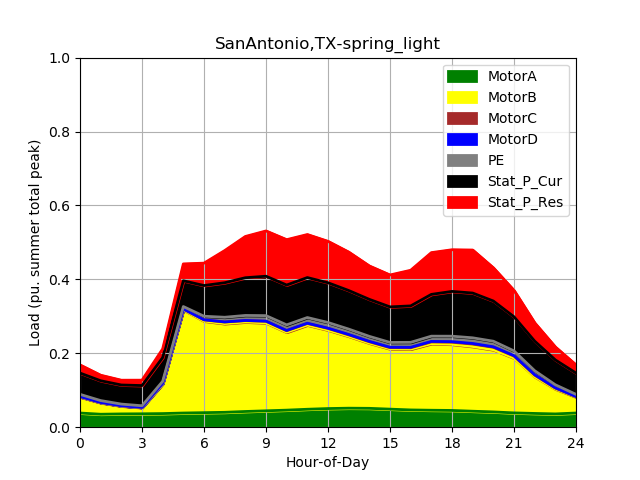 SanAntonio,TX-spring_light
Load (pu. summer total peak)
1.0
0.8
0.6
0.4
0.2
0.0
MotorA
MotorB
MotorC
MotorD
PE
Stat_P_Cur
Stat_P_Res
0 3 6 9 12 15 18 21 24
Hour-of-Day